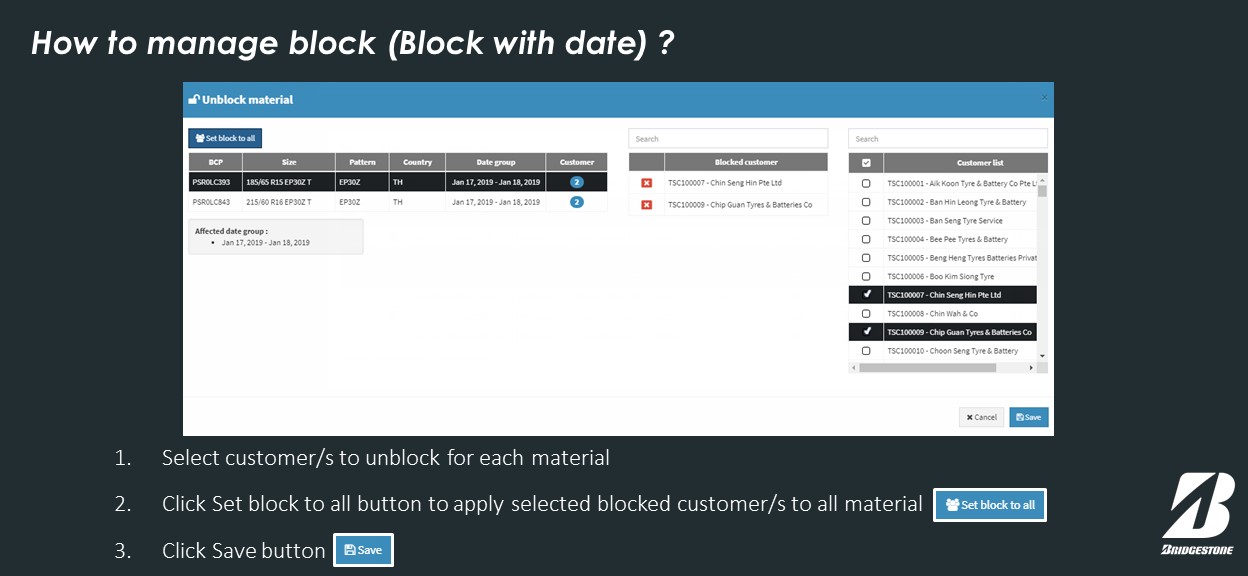 How to manage block (Block with date) ?
Unblock material
Set block to all
BCP Size Pattern Country Date group Customer
PSR0LC393 185/65 R15 EP30Z T EP30Z TH Jan 17, 2019 - Jan 18, 2019 2
PSR0LC843 215/60 R16 EP30Z T EP30Z TH Jan 17, 2019 - Jan 18, 2019 2
Affected date group :
• Jan 17, 2019 - Jan 18, 2019
Search
Blocked customer
TSC100007 - Chin Seng Hin Pte Ltd
TSC100009 - Chip Guan Tyres & Batteries Co
Search
Customer list
TSC100001 - Aik Koon Tyre & Battery Co Pte L
TSC100002 - Ban Hin Leong Tyre & Battery
TSC100003 - Ban Seng Tyre Service
TSC100004 - Bee Pee Tyres & Battery
TSC100005 - Beng Heng Tyres Batteries Privat
TSC100006 - Boo Kim Siong Tyre
TSC100007 - Chin Seng Hin Pte Ltd
TSC100008 - Chin Wah & Co
TSC100009 - Chip Guan Tyres & Batteries Co
TSC100010 - Choon Seng Tyre & Battery
Cancel Save
1. Select customer/s to unblock for each material
2. Click Set block to all button to apply selected blocked customer/s to all material Set block to all
3. Click Save button Save
BRIDGESTONE